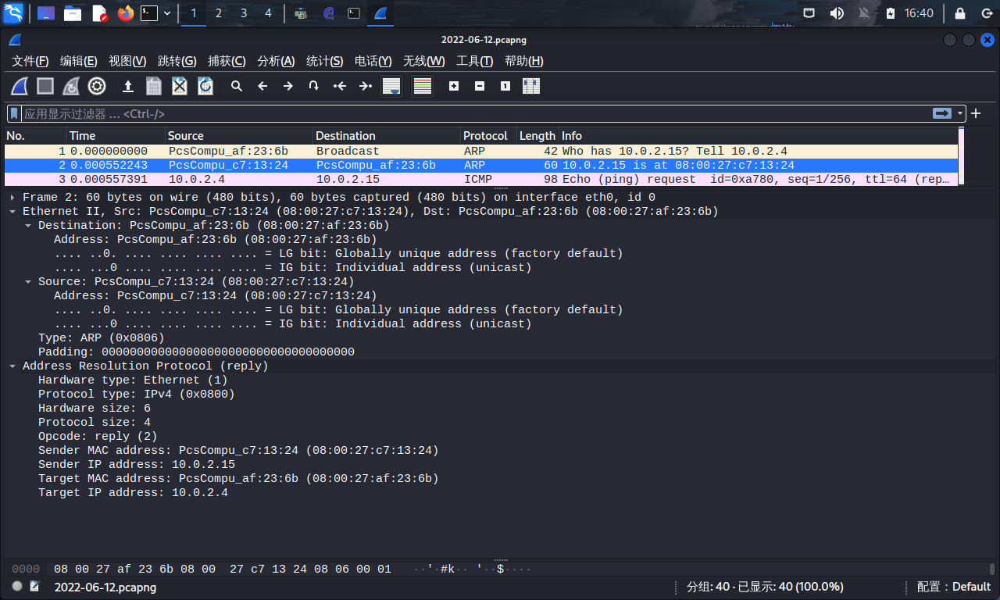 1 2 3 4 16:40
2022-06-12.pcapng
文件(F) 编辑(E) 视图(V) 跳转(G) 捕获(C) 分析(A) 统计(S) 电话(Y) 无线(W) 工具(T) 帮助(H)
应用显示过滤器 … <Ctrl-/>
No. Time Source Destination Protocol Length Info
1 0.000000000 PcsCompu_af:23:6b Broadcast ARP 42 Who has 10.0.2.15? Tell 10.0.2.4
2 0.000552243 PcsCompu_c7:13:24 PcsCompu_af:23:6b ARP 60 10.0.2.15 is at 08:00:27:c7:13:24
3 0.000557391 10.0.2.4 10.0.2.15 ICMP 98 Echo (ping) request id=0xa780, seq=1/256, ttl=64 (rep…
Frame 2: 60 bytes on wire (480 bits), 60 bytes captured (480 bits) on interface eth0, id 0
Ethernet II, Src: PcsCompu_c7:13:24 (08:00:27:c7:13:24), Dst: PcsCompu_af:23:6b (08:00:27:af:23:6b)
Destination: PcsCompu_af:23:6b (08:00:27:af:23:6b)
Address: PcsCompu_af:23:6b (08:00:27:af:23:6b)
.... ..0. .... .... .... .... = LG bit: Globally unique address (factory default)
.... ...0 .... .... .... .... = IG bit: Individual address (unicast)
Source: PcsCompu_c7:13:24 (08:00:27:c7:13:24)
Address: PcsCompu_c7:13:24 (08:00:27:c7:13:24)
.... ..0. .... .... .... .... = LG bit: Globally unique address (factory default)
.... ...0 .... .... .... .... = IG bit: Individual address (unicast)
Type: ARP (0x0806)
Padding: 000000000000000000000000000000000000
Address Resolution Protocol (reply)
Hardware type: Ethernet (1)
Protocol type: IPv4 (0x0800)
Hardware size: 6
Protocol size: 4
Opcode: reply (2)
Sender MAC address: PcsCompu_c7:13:24 (08:00:27:c7:13:24)
Sender IP address: 10.0.2.15
Target MAC address: PcsCompu_af:23:6b (08:00:27:af:23:6b)
Target IP address: 10.0.2.4
0000 08 00 27 af 23 6b 08 00 27 c7 13 24 08 06 00 01 ··'·#k·· '··$····
2022-06-12.pcapng 分组: 40 · 已显示: 40 (100.0%) 配置：Default